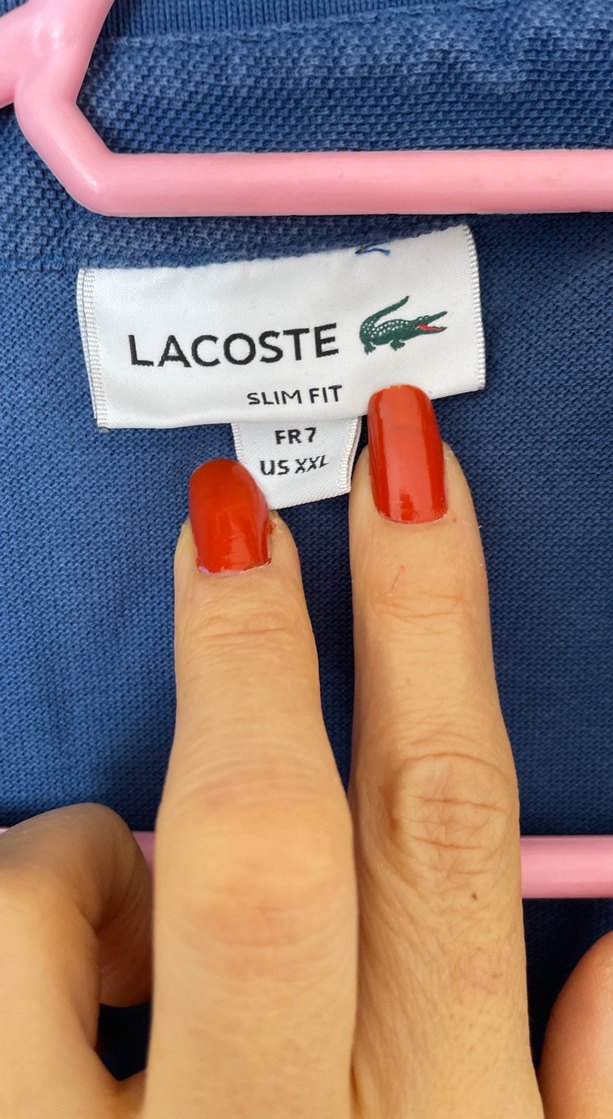 LACOSTE
SLIM FIT
FR 7
US XXL